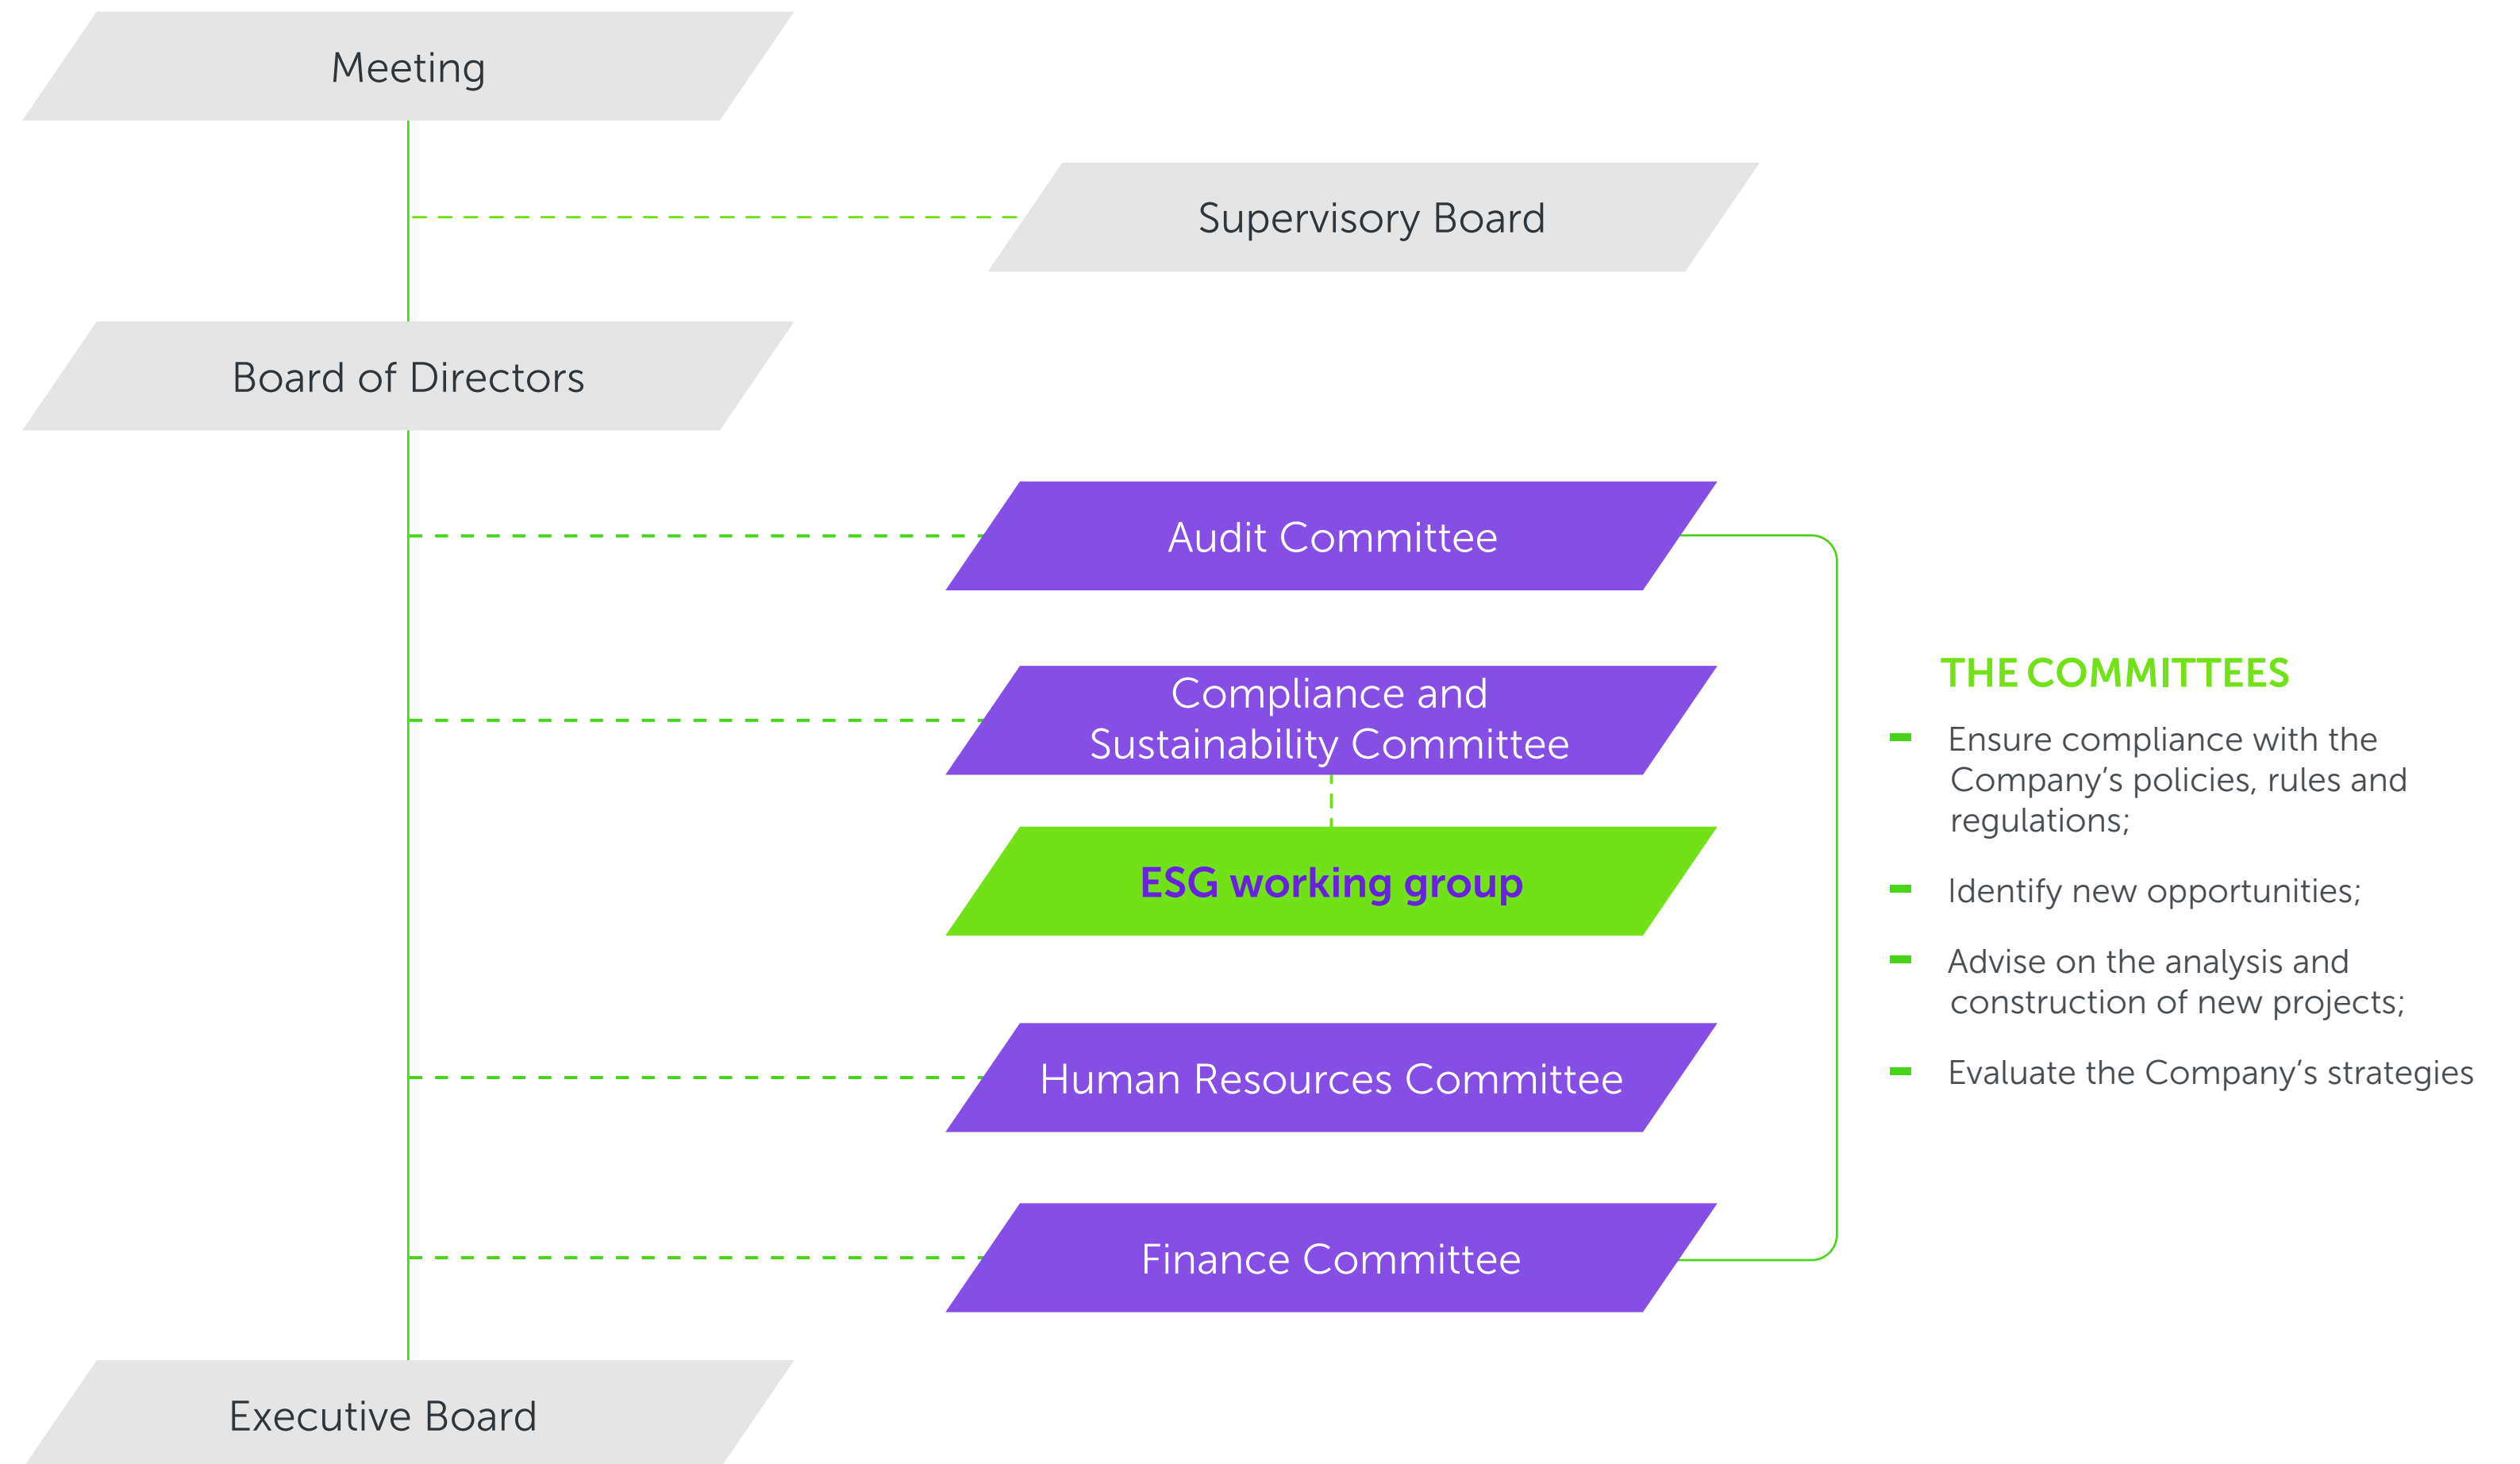 Meeting
Supervisory Board
Board of Directors
Audit Committee
Compliance and
Sustainability Committee
ESG working group
Human Resources Committee
Finance Committee
Executive Board
THE COMMITTEES
Ensure compliance with the
Company’s policies, rules and
regulations;
Identify new opportunities;
Advise on the analysis and
construction of new projects;
Evaluate the Company’s strategies